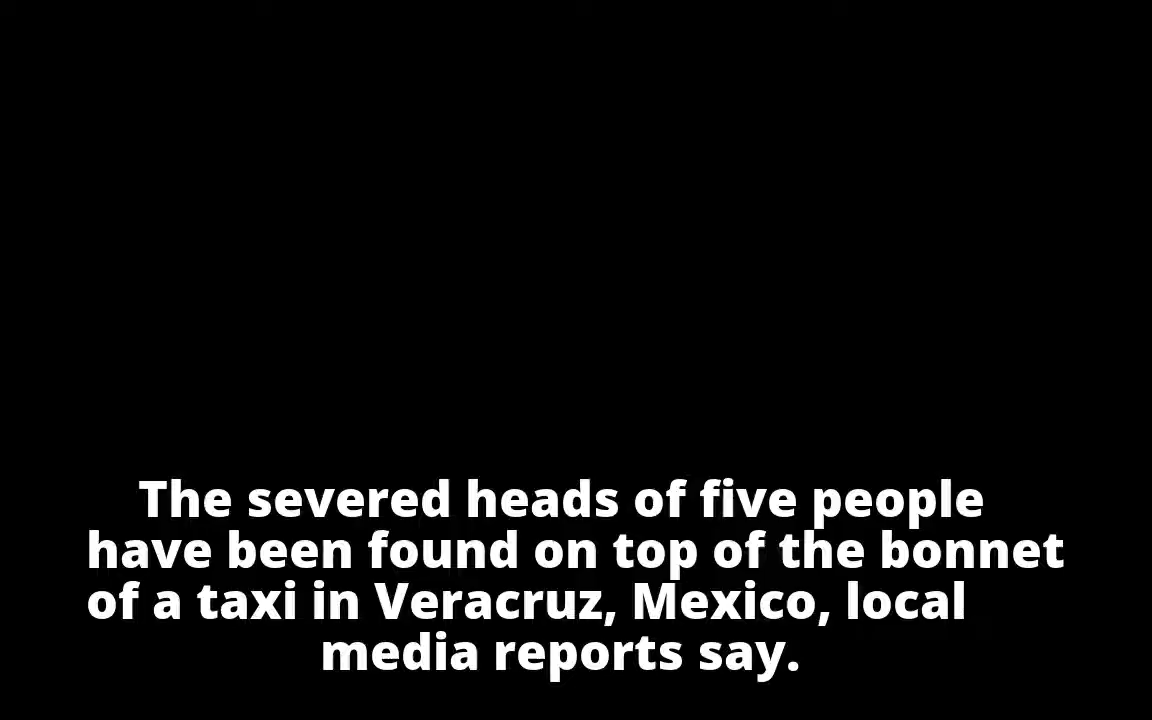 The severed heads of five people
have been found on top of the bonnet
of a taxi in Veracruz, Mexico, local
media reports say.